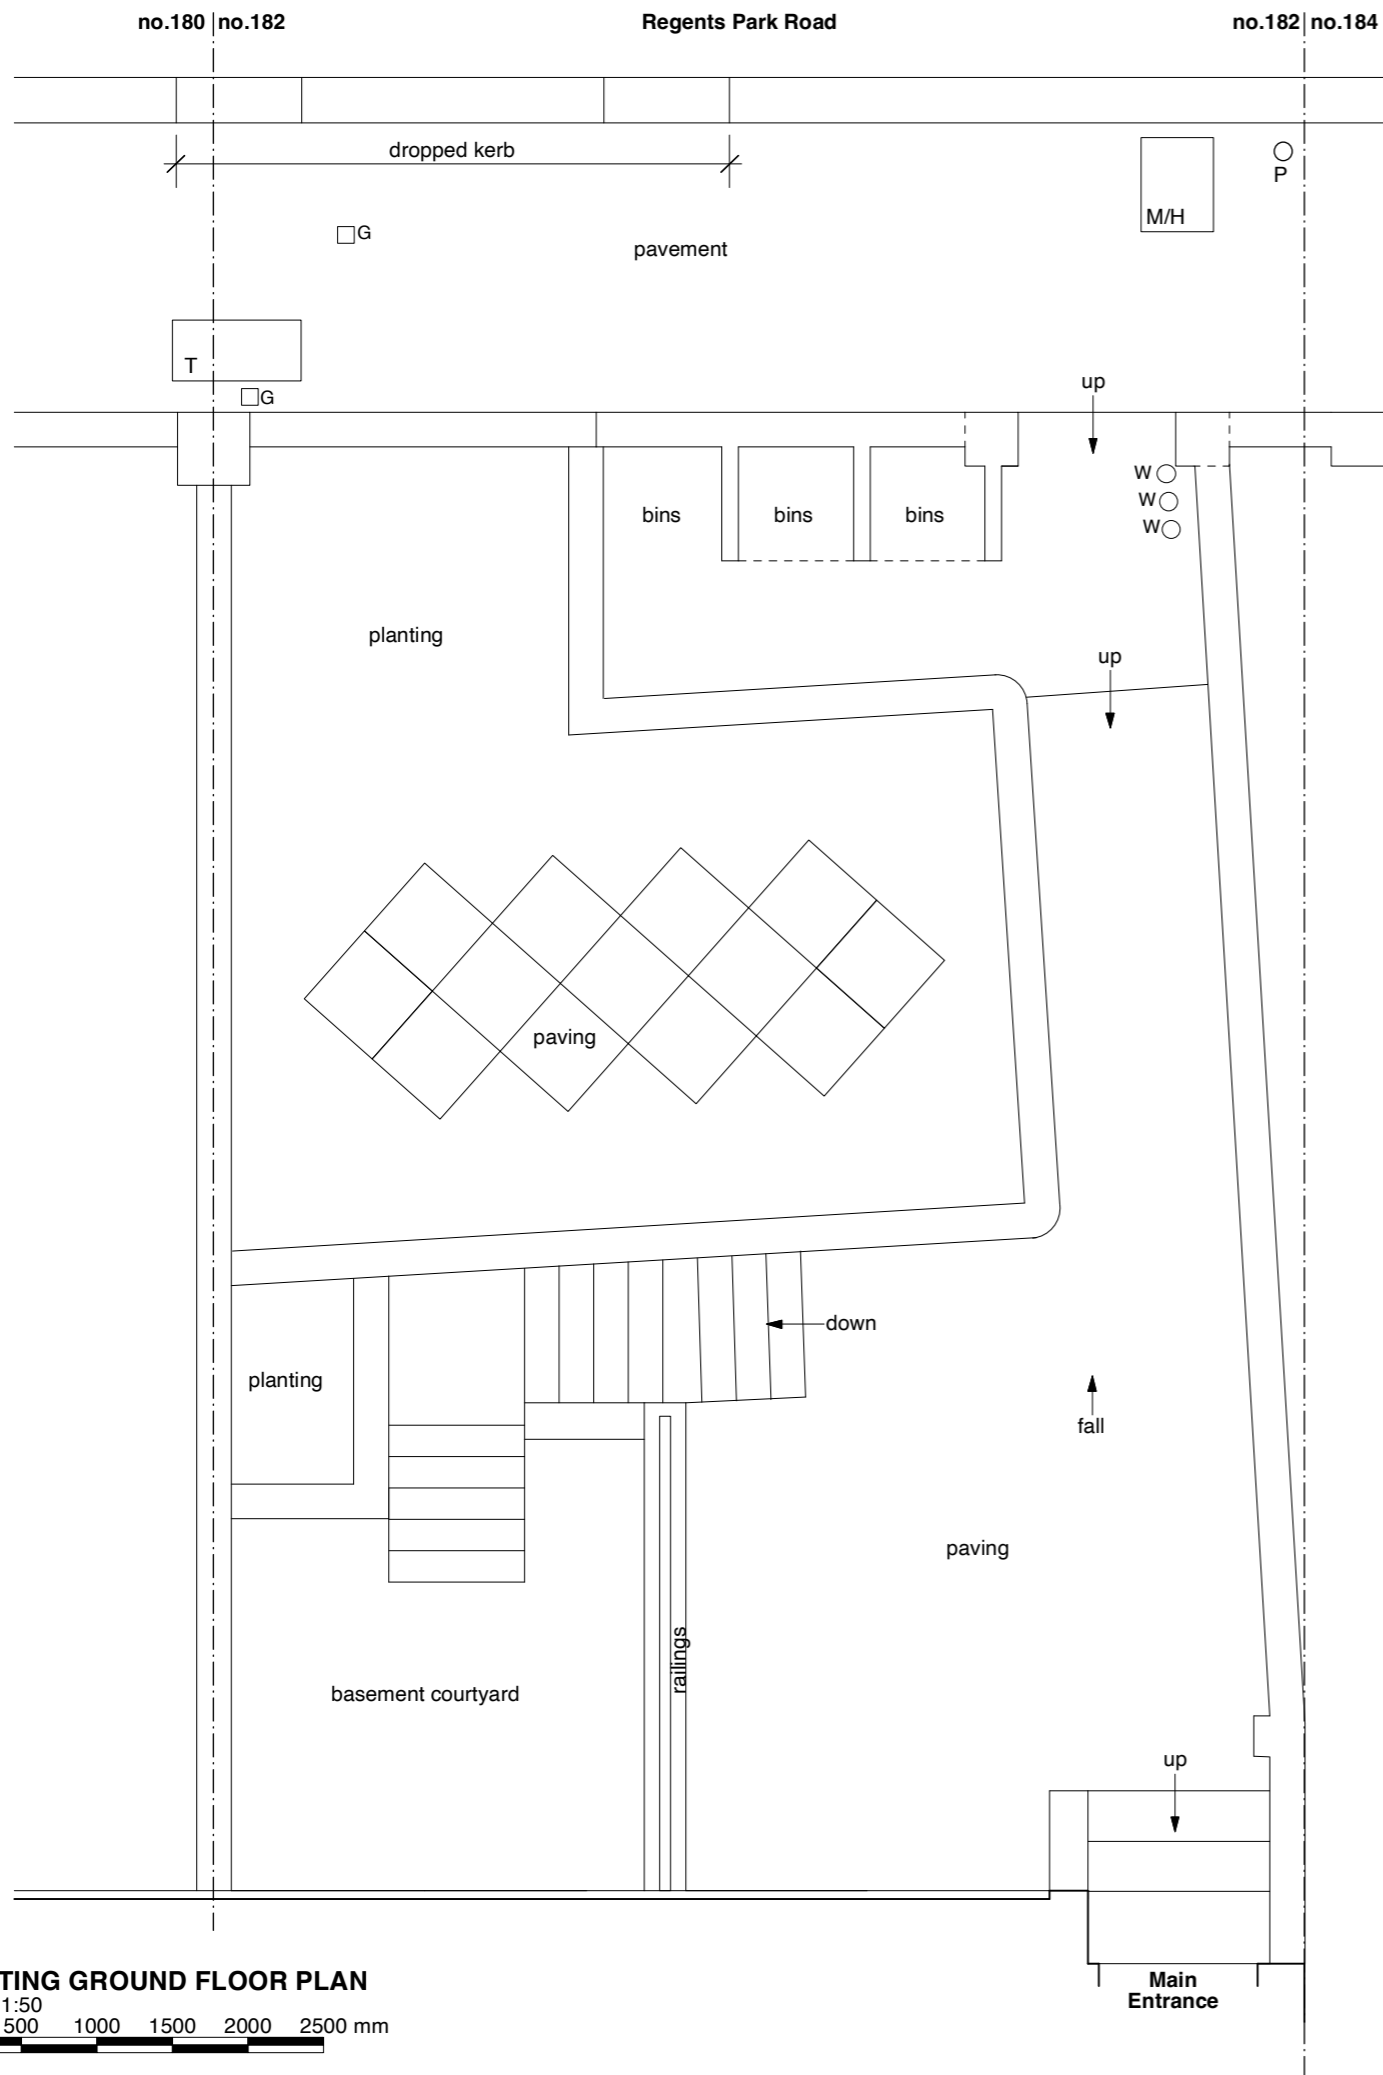 no.180 no.182
Regents Park Road
no.182 no.184
dropped kerb
P
M/H
G
pavement
T
G
up
W
W
W
bins
bins
bins
planting
up
paving
down
planting
fall
paving
railings
basement courtyard
up
TING GROUND FLOOR PLAN
1:50
500 1000 1500 2000 2500 mm
Main
Entrance